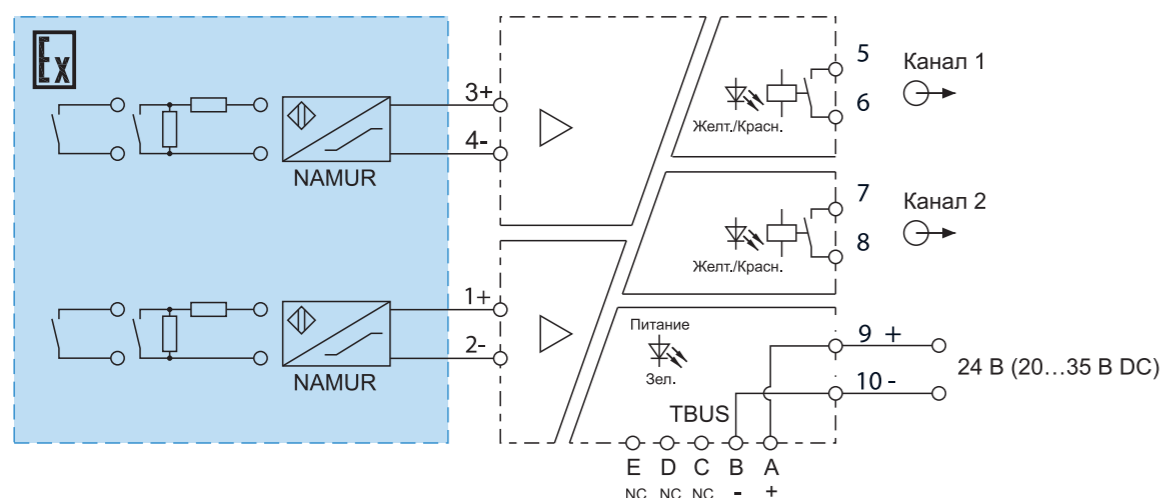 Ex
3+
4-
NAMUR
1+
2-
NAMUR
Желт./Красн.
5
6
Канал 1
Желт./Красн.
7
8
Канал 2
Питание
Зел.
9 +
10 -
24 В (20...35 В DC)
TBUS
E D C B A
NC NC NC - +